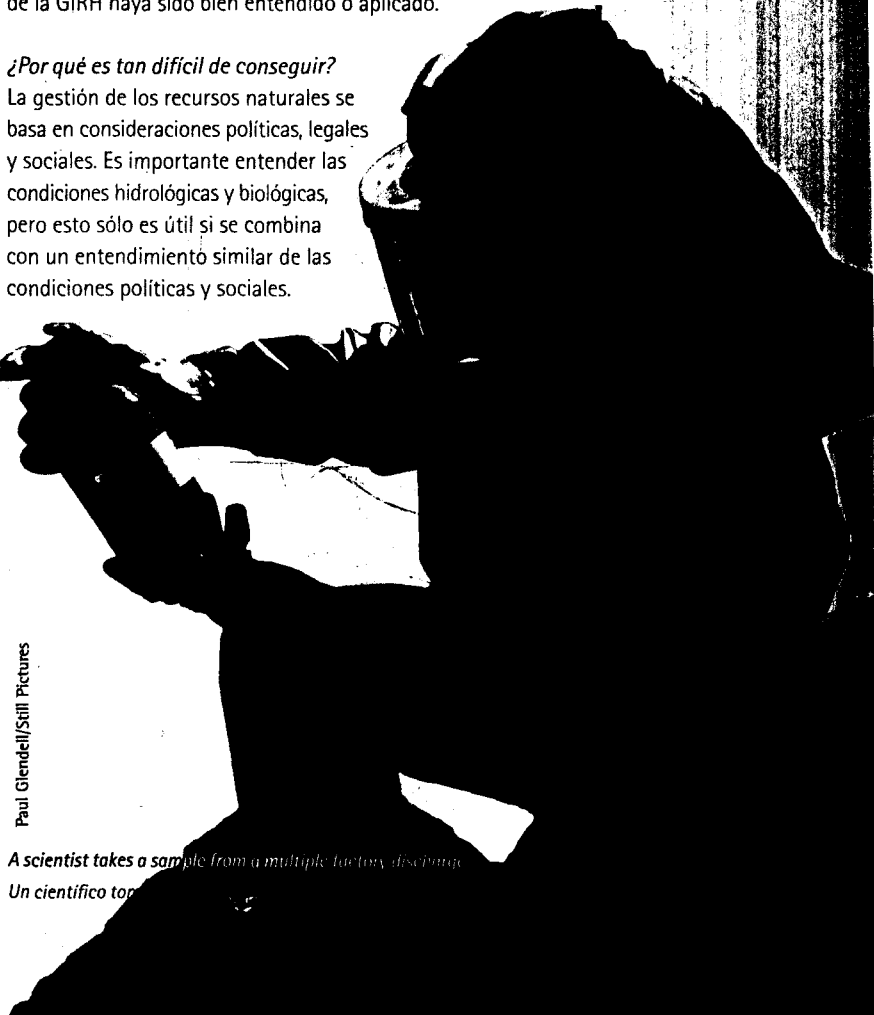 de la GIRH haya sido bien entendido o aplicado.
¿Por qué es tan difícil de conseguir?
La gestión de los recursos naturales se
basa en consideraciones políticas, legales
y sociales. Es importante entender las
condiciones hidrológicas y biológicas,
pero esto sólo es útil si se combina
con un entendimiento similar de las
condiciones políticas y sociales.
Paul Glendell/Still Pictures
A scientist takes a sample from a multiple factory discharge
Un científico